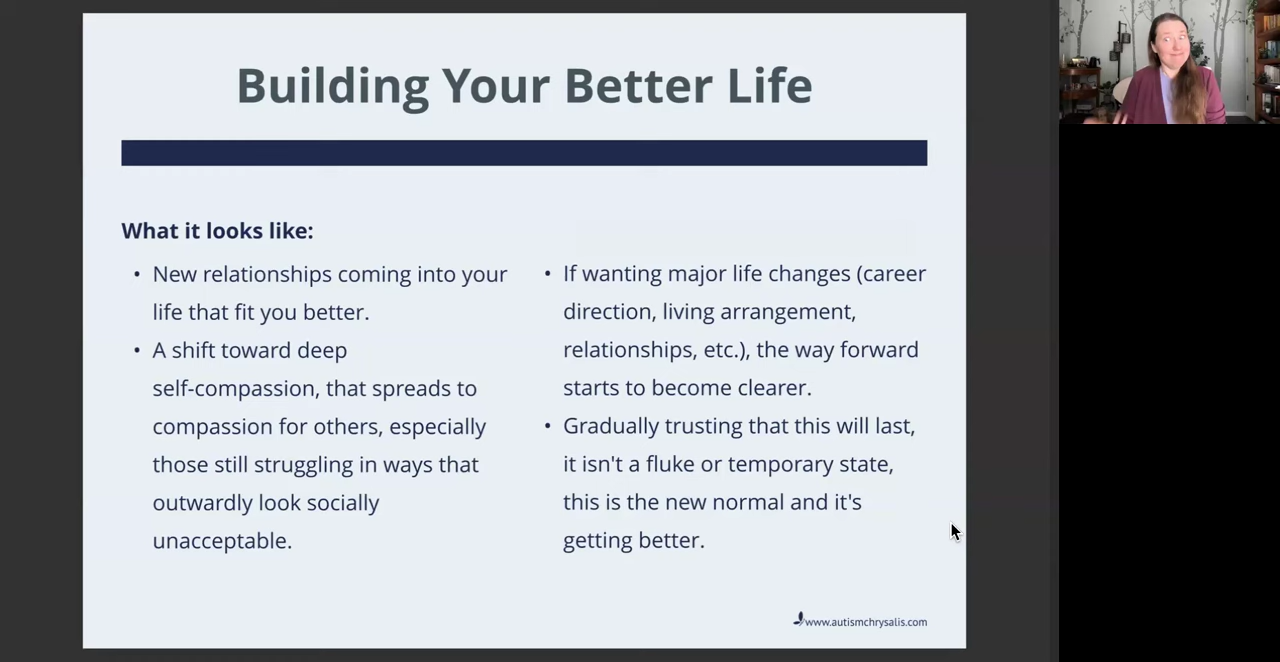 Building Your Better Life
What it looks like:
• New relationships coming into your
life that fit you better.
• A shift toward deep
self-compassion, that spreads to
compassion for others, especially
those still struggling in ways that
outwardly look socially
unacceptable.
• If wanting major life changes (career
direction, living arrangement,
relationships, etc.), the way forward
starts to become clearer.
• Gradually trusting that this will last,
it isn't a fluke or temporary state,
this is the new normal and it's
getting better.
www.autismchrysalis.com